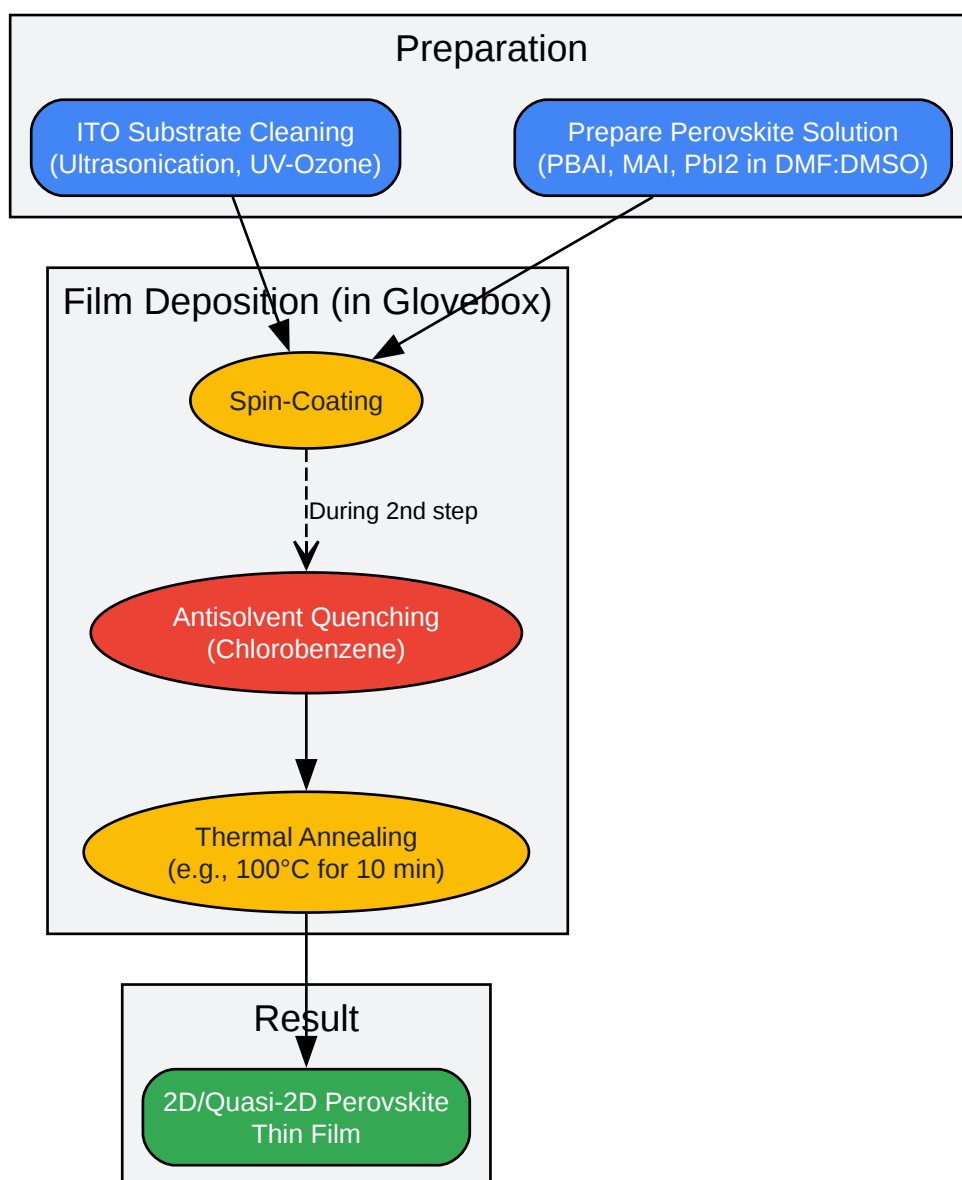 Preparation
ITO Substrate Cleaning
(Ultrasonication, UV-Ozone)
Prepare Perovskite Solution
(PBAI, MAI, PbI2 in DMF:DMSO)
Film Deposition (in Glovebox)
Spin-Coating
During 2nd step
Antisolvent Quenching
(Chlorobenzene)
Thermal Annealing
(e.g., 100°C for 10 min)
Result
2D/Quasi-2D Perovskite
Thin Film